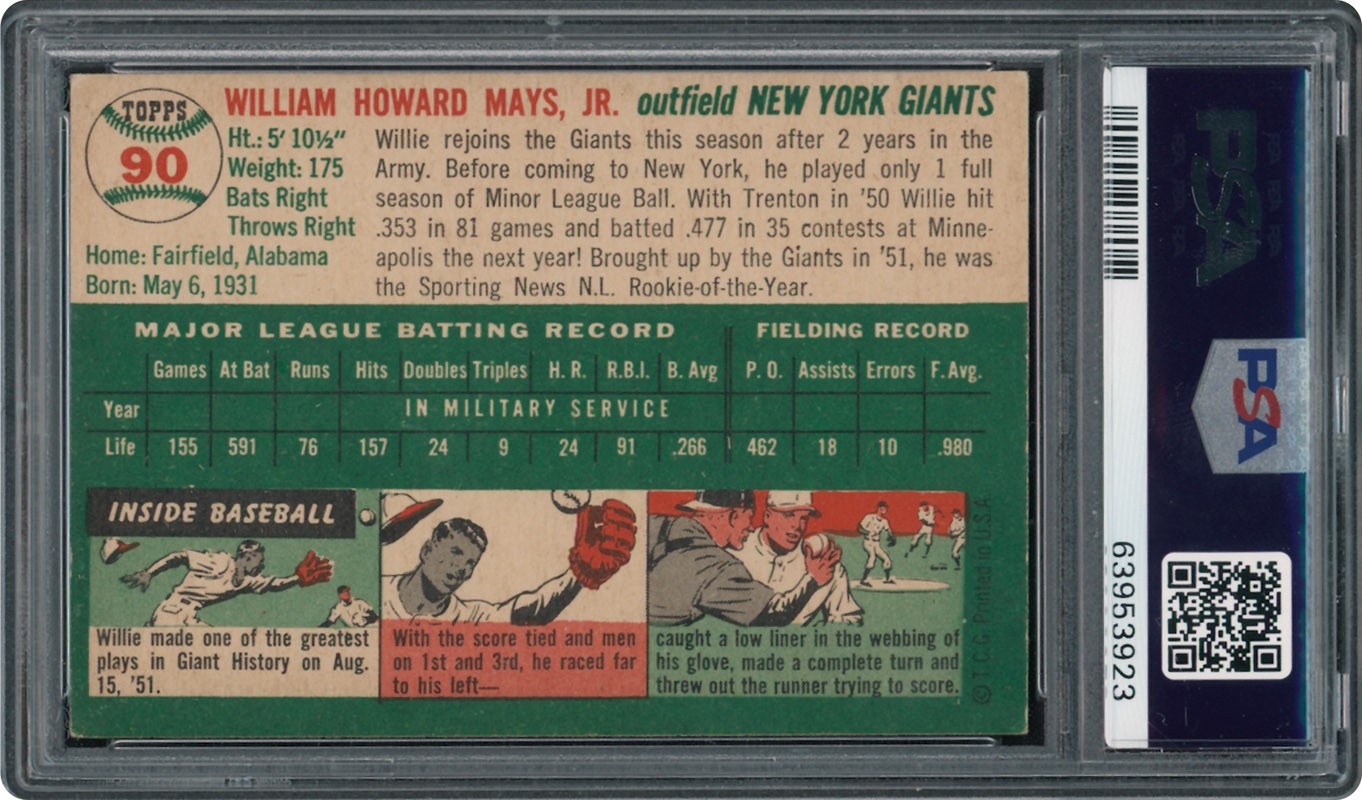 TOPPS
90
WILLIAM HOWARD MAYS, JR. outfield NEW YORK GIANTS
Ht.: 5' 10½"
Weight: 175
Bats Right
Throws Right
Home: Fairfield, Alabama
Born: May 6, 1931
Willie rejoins the Giants this season after 2 years in the
Army. Before coming to New York, he played only 1 full
season of Minor League Ball. With Trenton in '50 Willie hit
.353 in 81 games and batted .477 in 35 contests at Minne-
apolis the next year! Brought up by the Giants in '51, he was
the Sporting News N.L. Rookie-of-the-Year.
MAJOR LEAGUE BATTING RECORD FIELDING RECORD
Games At Bat Runs Hits Doubles Triples H. R. R.B.I. B. Avg P. O. Assists Errors F. Avg.
Year IN MILITARY SERVICE
Life 155 591 76 157 24 9 24 91 .266 462 18 10 .980
INSIDE BASEBALL
Willie made one of the greatest
plays in Giant History on Aug.
15, '51.
With the score tied and men
on 1st and 3rd, he raced far
to his left—
caught a low liner in the webbing of
his glove, made a complete turn and
threw out the runner trying to score.
© T.C.G. Printed in U.S.A.
PSA
PSA
63953923